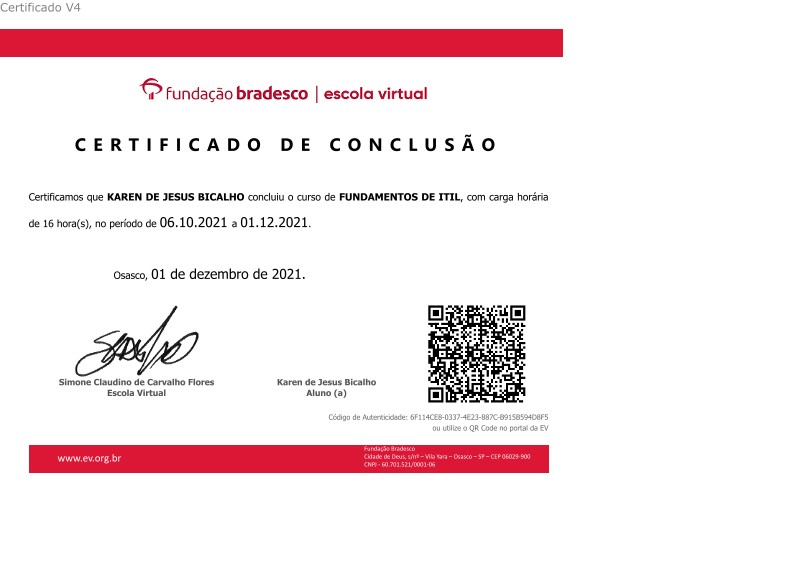 Certificado V4
fundação bradesco | escola virtual
CERTIFICADO DE CONCLUSÃO
Certificamos que KAREN DE JESUS BICALHO concluiu o curso de FUNDAMENTOS DE ITIL, com carga horária
de 16 hora(s), no período de 06.10.2021 a 01.12.2021.
Osasco, 01 de dezembro de 2021.
Simone Claudino de Carvalho Flores
Escola Virtual
Karen de Jesus Bicalho
Aluno (a)
Código de Autenticidade: 6F114CE8-0337-4E23-887C-B915B594D8F5
ou utilize o QR Code no portal da EV
www.ev.org.br
Fundação Bradesco
Cidade de Deus, s/nº – Vila Yara – Osasco – SP – CEP 06029-900
CNPJ - 60.701.521/0001-06